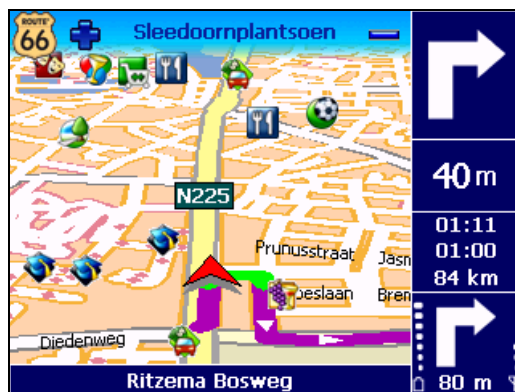 ROUTE
66
Sleedoornplantsoen
40 m
N225
01:11
01:00
84 km
Prunusstraat
Jasn
oeslaan
Bren
Diedenweg
80 m
Ritzema Bosweg